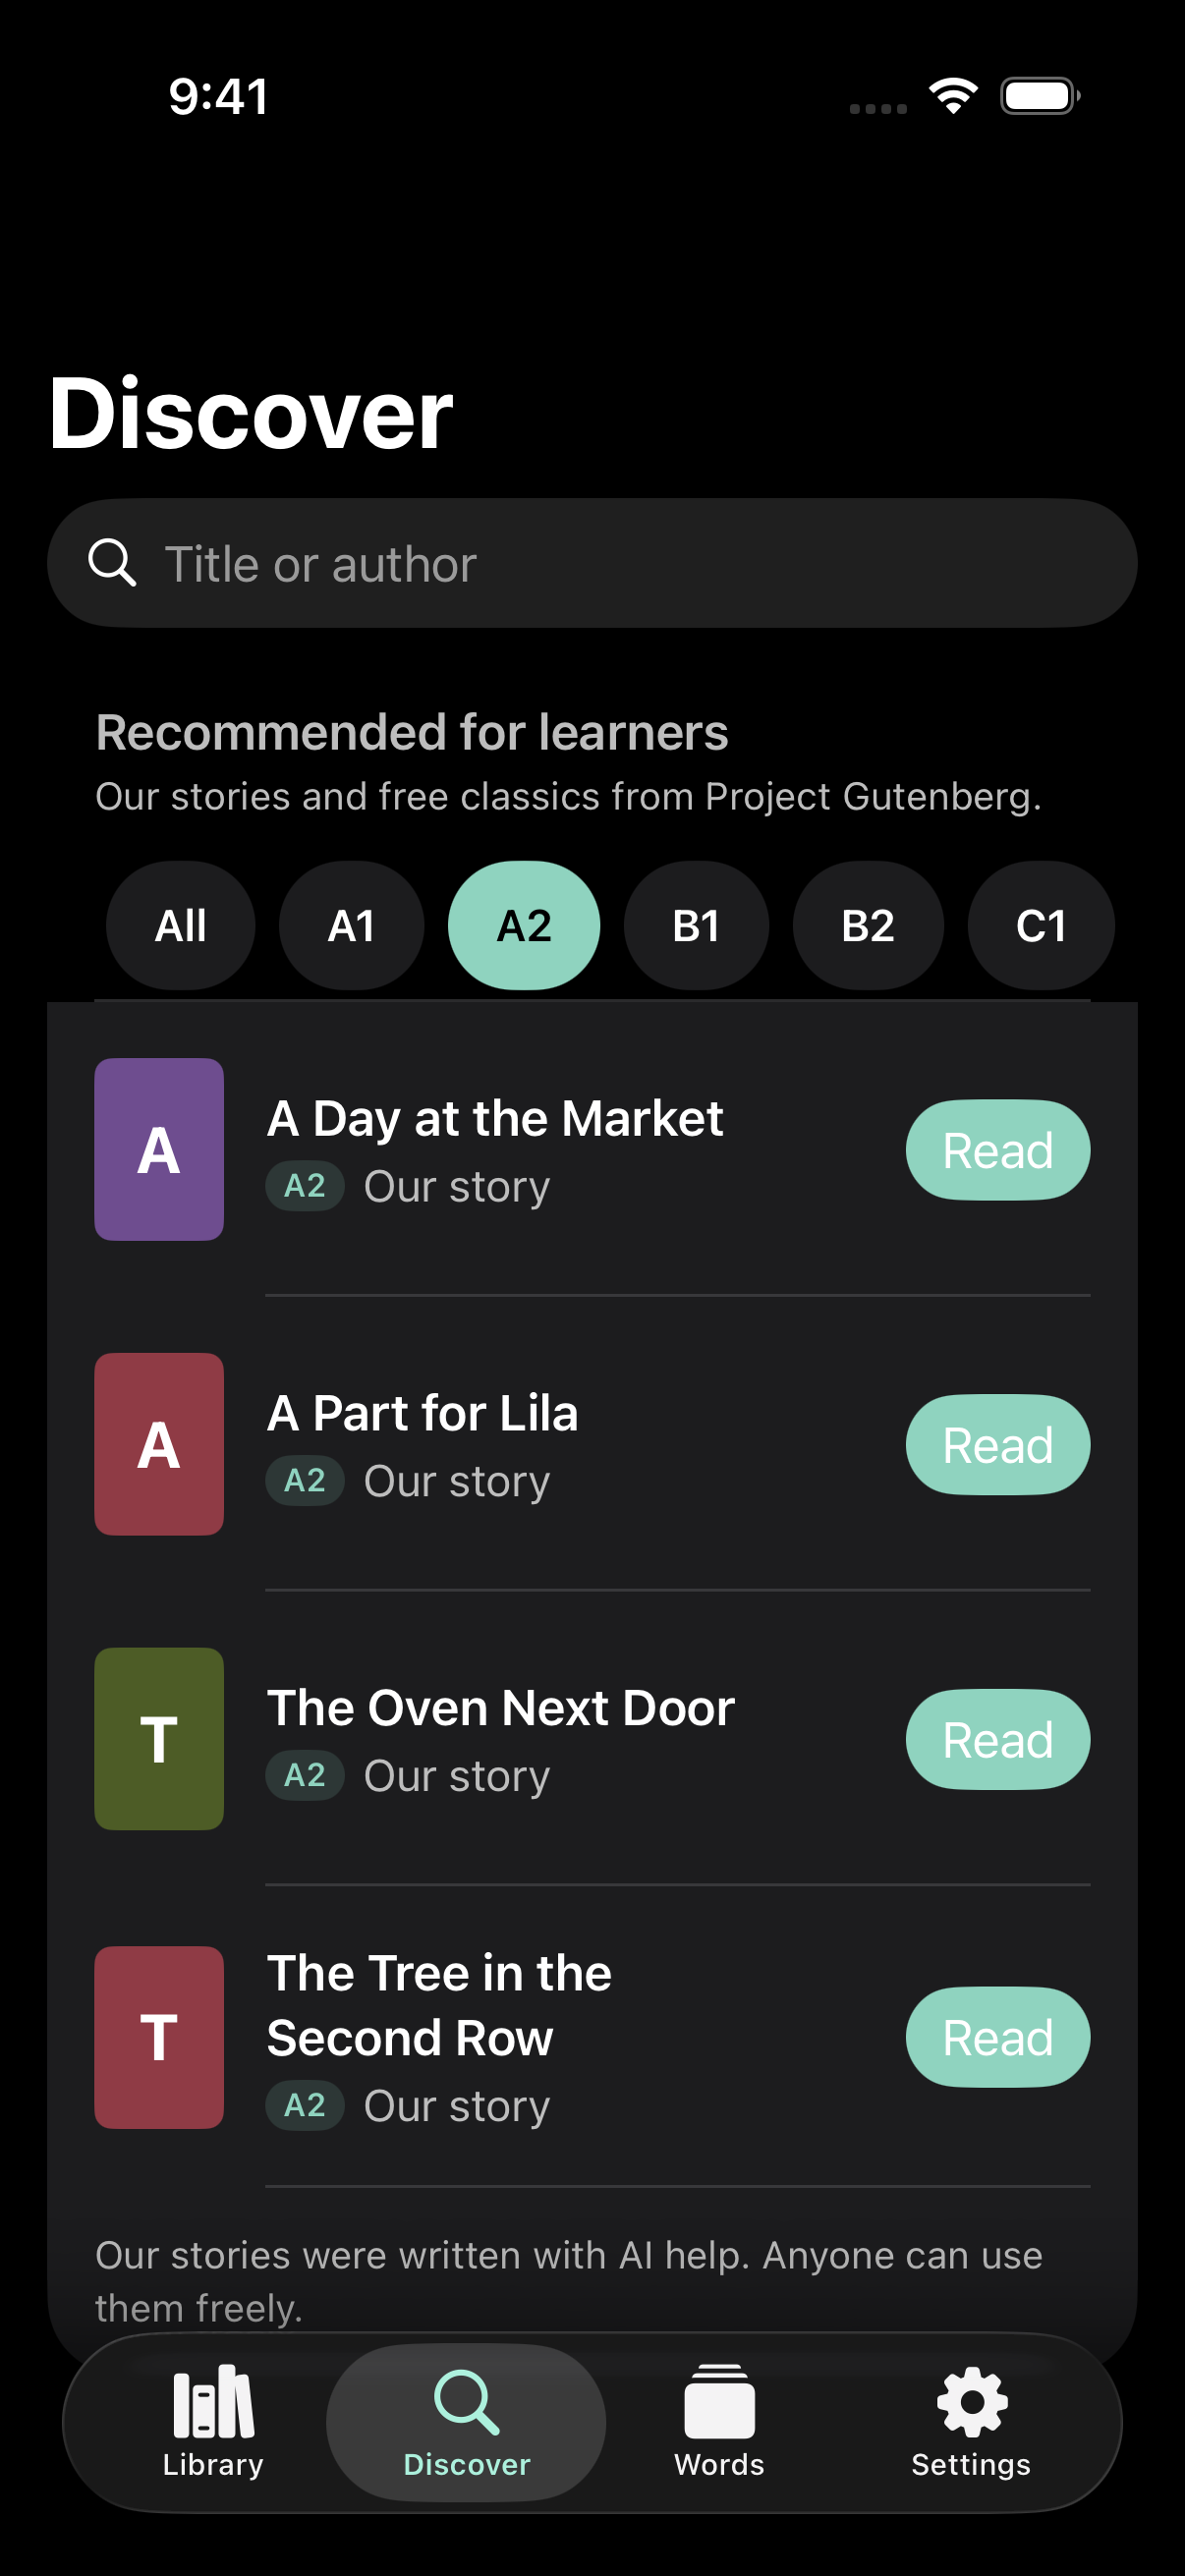 9:41
Discover
Title or author
Recommended for learners
Our stories and free classics from Project Gutenberg.
All A1 A2 B1 B2 C1
A
A Day at the Market
A2 Our story
Read
A
A Part for Lila
A2 Our story
Read
T
The Oven Next Door
A2 Our story
Read
T
The Tree in the
Second Row
A2 Our story
Read
Our stories were written with AI help. Anyone can use
them freely.
Library Discover Words Settings